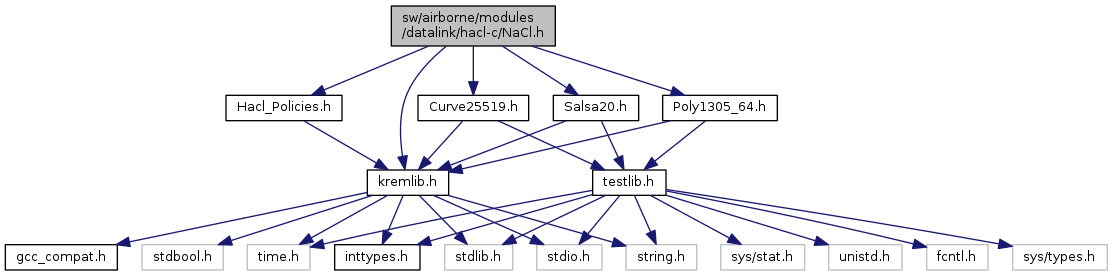 sw/airborne/modules
/datalink/hacl-c/NaCl.h
Hacl_Policies.h
Curve25519.h
Salsa20.h
Poly1305_64.h
kremlib.h
testlib.h
gcc_compat.h
stdbool.h
time.h
inttypes.h
stdlib.h
stdio.h
string.h
sys/stat.h
unistd.h
fcntl.h
sys/types.h